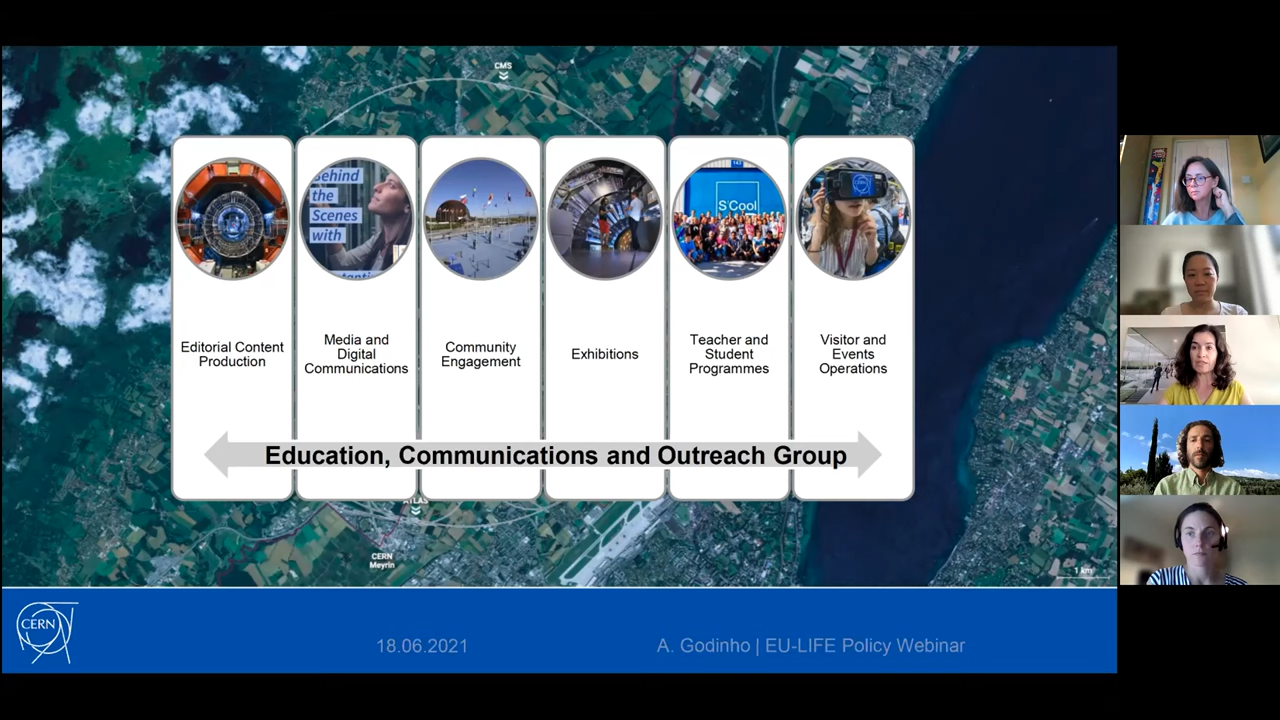 CMS
143
S'Cool
Behind
the
Scenes
with
CERN
Editorial Content
Production
Media and
Digital
Communications
Community
Engagement
Exhibitions
Teacher and
Student
Programmes
Visitor and
Events
Operations
Education, Communications and Outreach Group
ATLAS
CERN
Meyrin
1 km
CERN
18.06.2021
A. Godinho | EU-LIFE Policy Webinar